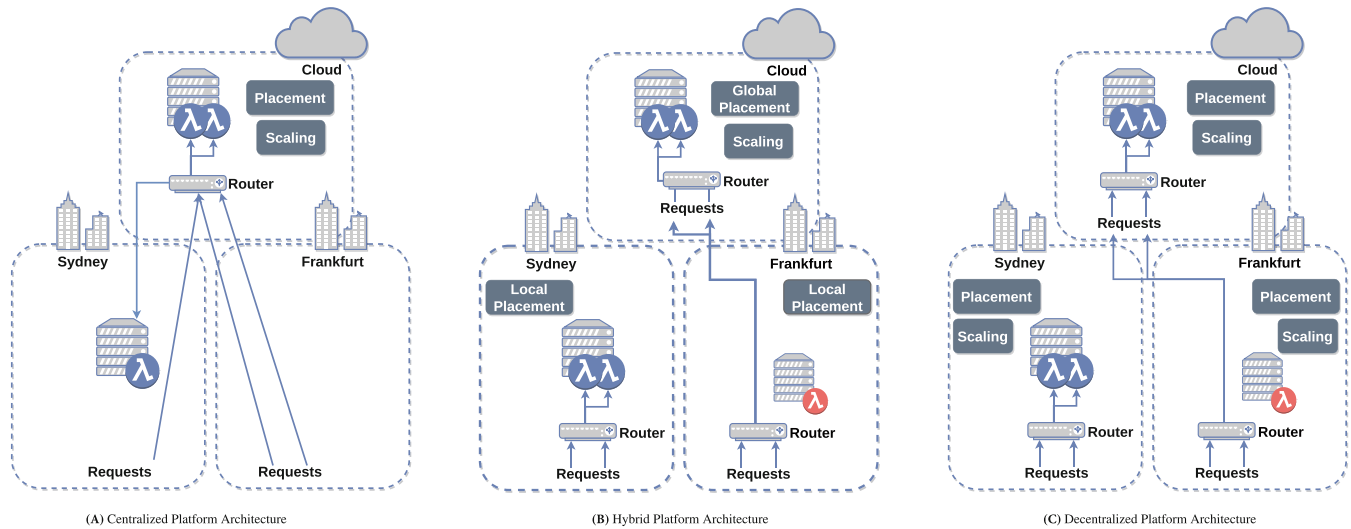 Cloud
Placement
Scaling
λ λ
Router
Sydney
Frankfurt
λ
Requests
Requests
(A) Centralized Platform Architecture
Cloud
Global
Placement
Scaling
λ λ
Router
Requests
Sydney
Frankfurt
Local
Placement
Local
Placement
λ λ
λ
Router
Router
Requests
Requests
(B) Hybrid Platform Architecture
Cloud
Placement
Scaling
λ λ
Router
Requests
Sydney
Frankfurt
Placement
Placement
Scaling
Scaling
λ λ
λ
Router
Router
Requests
Requests
(C) Decentralized Platform Architecture